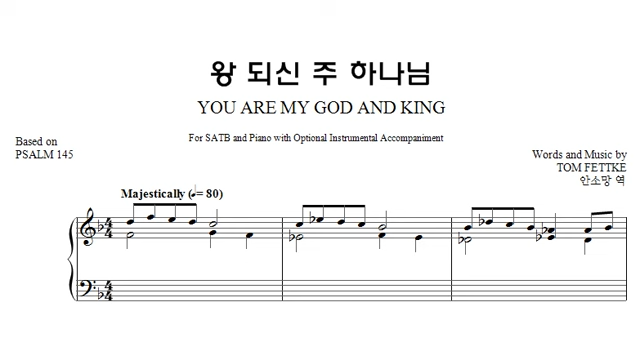 왕 되신 주 하나님
YOU ARE MY GOD AND KING
For SATB and Piano with Optional Instrumental Accompaniment
Based on
PSALM 145
Words and Music by
TOM FETTKE
안소망 역
Majestically (♩= 80)